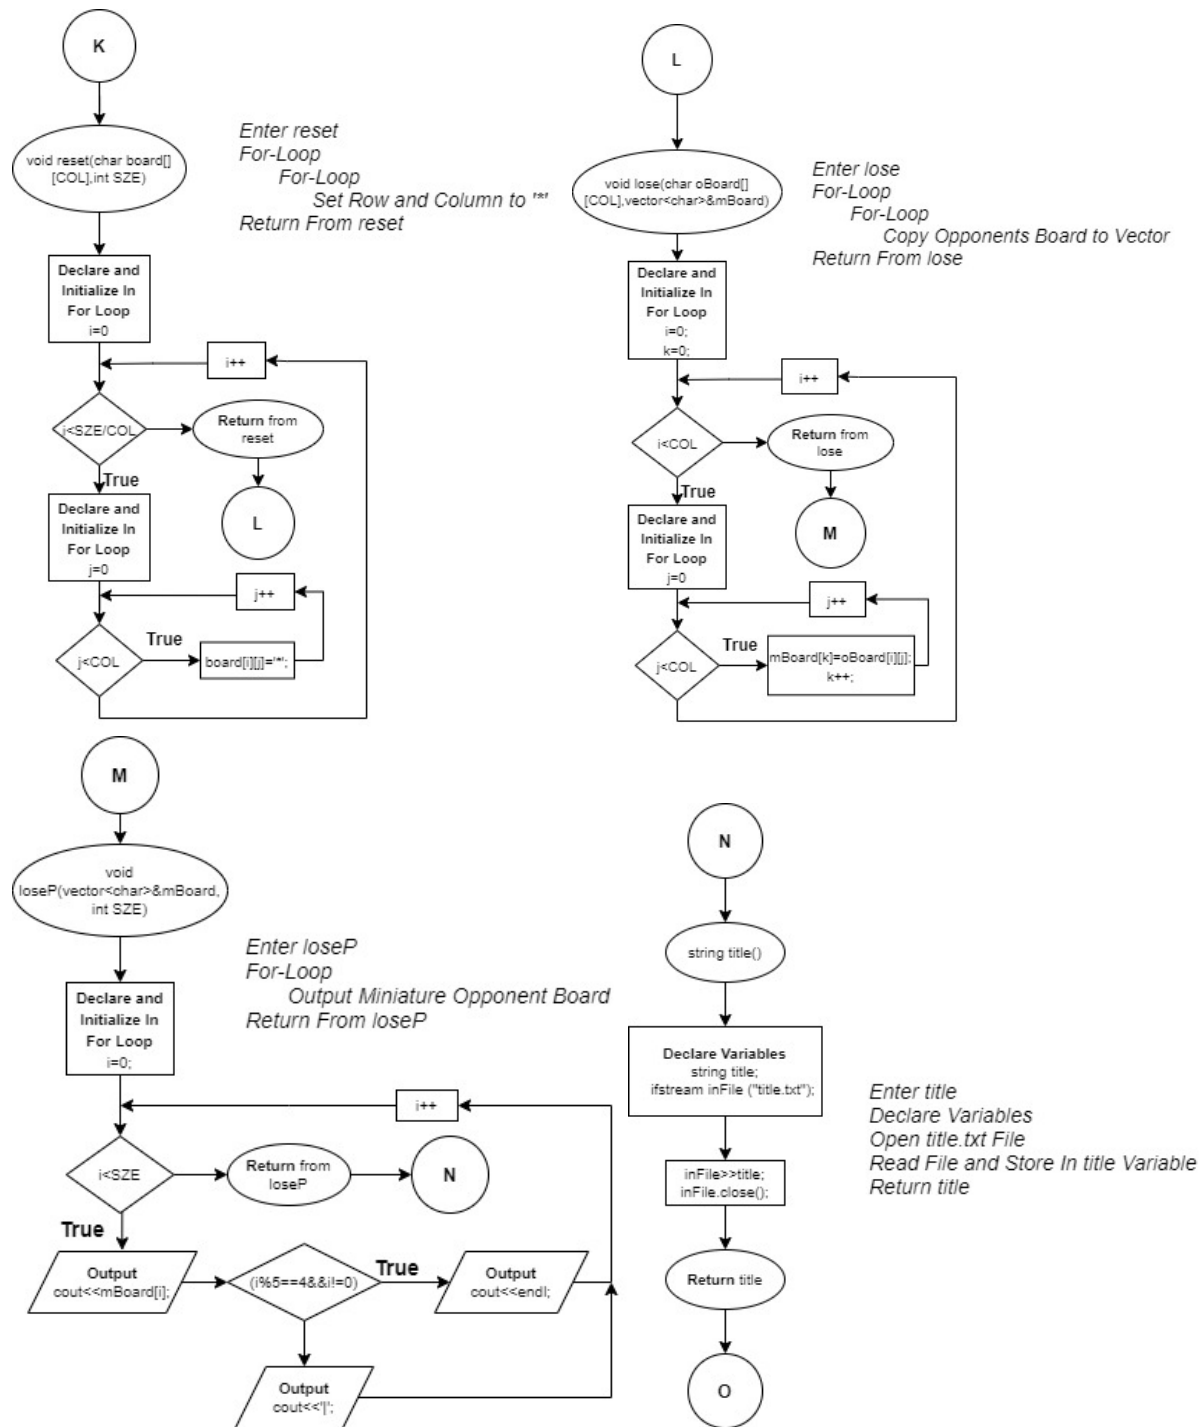 K
void reset(char board[]
[COL],int SZE)
Enter reset
For-Loop
For-Loop
Set Row and Column to '*'
Return From reset
Declare and
Initialize In
For Loop
i=0
i++
i<SZE/COL
Return from
reset
True
L
Declare and
Initialize In
For Loop
j=0
j++
j<COL
True
board[i][j]='*';
L
void lose(char oBoard[]
[COL],vector<char>&mBoard)
Enter lose
For-Loop
For-Loop
Copy Opponents Board to Vector
Return From lose
Declare and
Initialize In
For Loop
i=0;
k=0;
i++
i<COL
Return from
lose
True
M
Declare and
Initialize In
For Loop
j=0
j++
j<COL
True
mBoard[k]=oBoard[i][j];
k++;
M
void
loseP(vector<char>&mBoard,
int SZE)
Enter loseP
For-Loop
Output Miniature Opponent Board
Return From loseP
Declare and
Initialize In
For Loop
i=0;
i++
i<SZE
Return from
loseP
N
True
Output
cout<<mBoard[i];
(i%5==4&&i!=0)
True
Output
cout<<endl;
Output
cout<<'|';
N
string title()
Declare Variables
string title;
ifstream inFile ("title.txt");
Enter title
Declare Variables
Open title.txt File
Read File and Store In title Variable
Return title
inFile>>title;
inFile.close();
Return title
O